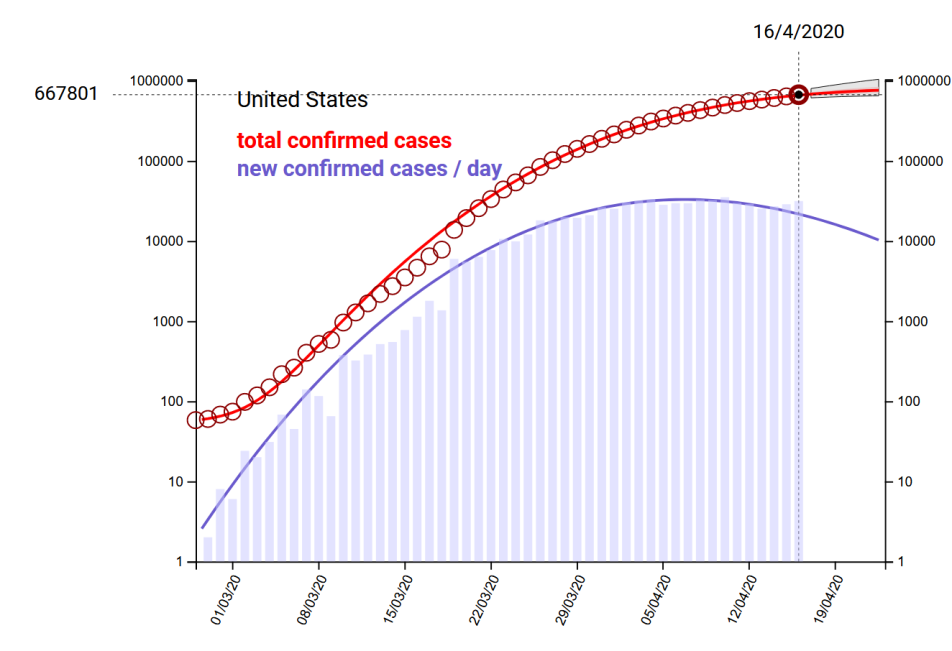 16/4/2020
667801
1000000 1000000
United States
total confirmed cases
100000 100000
new confirmed cases / day
10000 10000
1000 1000
100 100
10 10
1 1
01/03/20 08/03/20 15/03/20 22/03/20 29/03/20 05/04/20 12/04/20 19/04/20